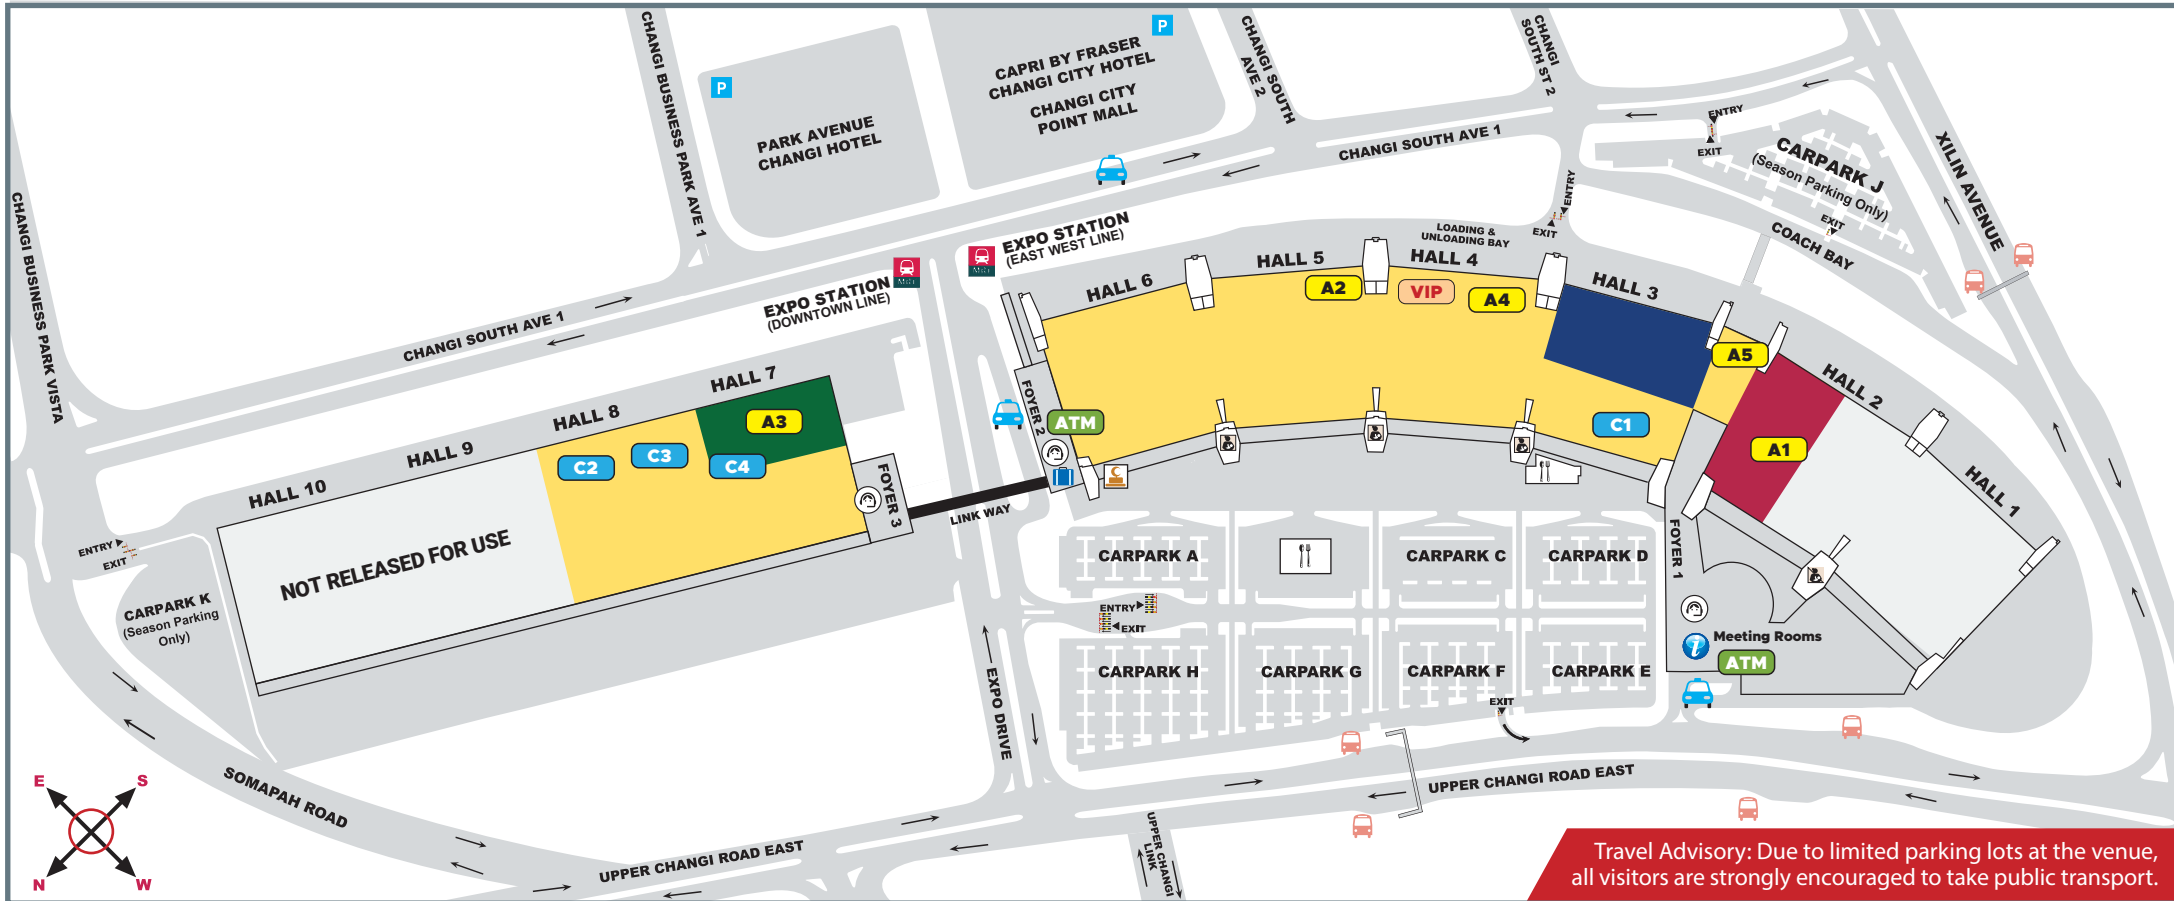 CHANGI BUSINESS PARK AVE 1
P
PARK AVENUE
CHANGI HOTEL
P
CAPRI BY FRASER
CHANGI CITY HOTEL
CHANGI CITY
POINT MALL
CHANGI SOUTH
AVE 2
CHANGI
SOUTH ST 2
CHANGI SOUTH AVE 1
ENTRY
EXIT
CARPARK J
(Season Parking
Only)
EXIT
XILIN AVENUE
COACH BAY
ENTRY
EXIT
LOADING &
UNLOADING BAY
CHANGI BUSINESS PARK VISTA
CHANGI SOUTH AVE 1
EXPO STATION
(DOWNTOWN LINE)
EXPO STATION
(EAST WEST LINE)
HALL 6
HALL 5
HALL 4
HALL 3
HALL 2
HALL 1
A2
VIP
A4
A5
A1
C1
HALL 10
HALL 9
HALL 8
HALL 7
A3
C2
C3
C4
NOT RELEASED FOR USE
FOYER 3
LINK WAY
FOYER 2
ATM
FOYER 1
ENTRY
EXIT
CARPARK K
(Season Parking
Only)
CARPARK A
CARPARK C
CARPARK D
ENTRY
EXIT
CARPARK H
CARPARK G
CARPARK F
CARPARK E
EXIT
i
Meeting Rooms
ATM
EXPO DRIVE
SOMAPAH ROAD
UPPER CHANGI ROAD EAST
UPPER CHANGI ROAD EAST
UPPER CHANGI
LINK
E
S
N
W
Travel Advisory: Due to limited parking lots at the venue,
all visitors are strongly encouraged to take public transport.